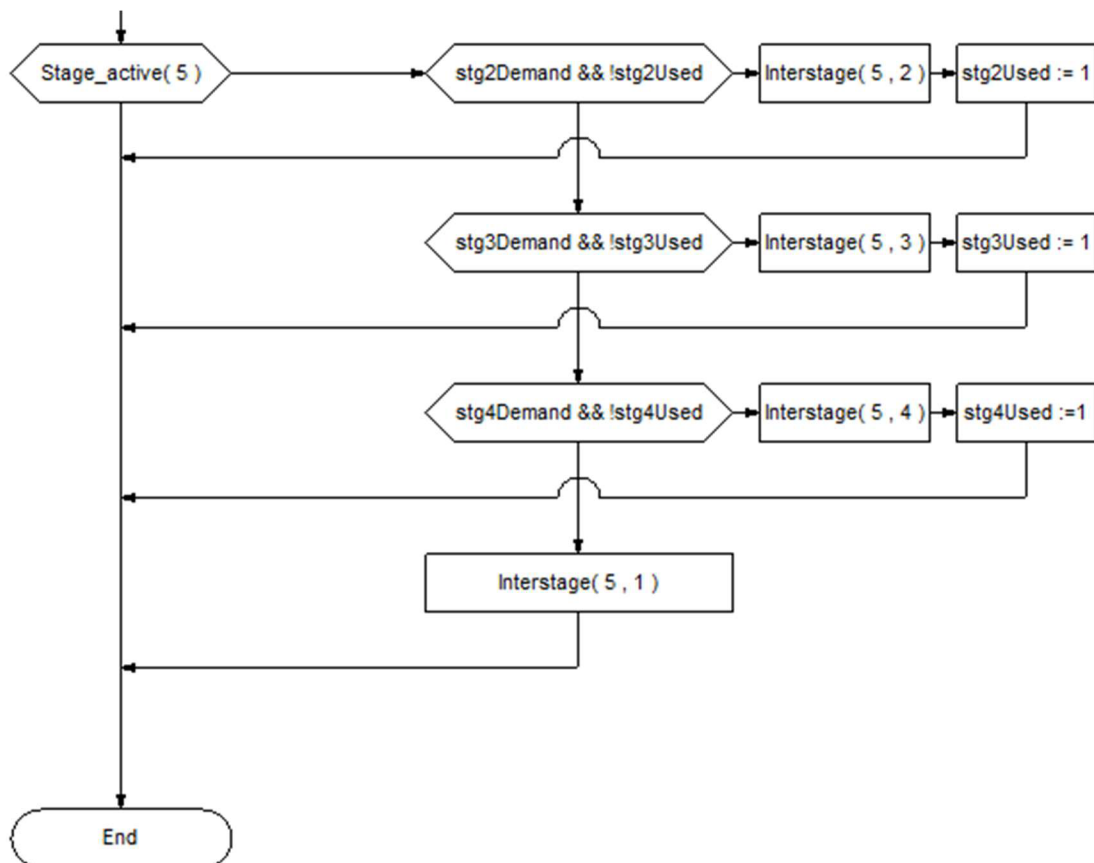 Stage_active( 5 )
stg2Demand && !stg2Used
Interstage( 5 , 2 )
stg2Used := 1
stg3Demand && !stg3Used
Interstage( 5 , 3 )
stg3Used := 1
stg4Demand && !stg4Used
Interstage( 5 , 4 )
stg4Used :=1
Interstage( 5 , 1 )
End